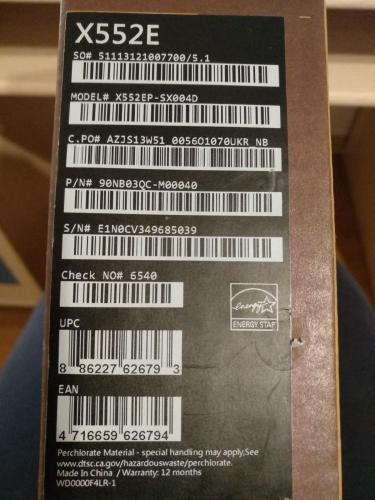 X552E
SO# 51113121007700/5.1
MODEL# X552EP-SX004D
C.PO# AZJS13W51 0056O1070UKR NB
P/N# 90NB03QC-M00040
S/N# E1N0CV349685039
Check NO# 6540
energy
ENERGY STAR
UPC
8 86227 62679 3
EAN
4 716659 626794
Perchlorate Material - special handling may apply,See
www.dtsc.ca.gov/hazardouswaste/perchlorate.
Made In China / Warranty: 12 months
WD0000F4LR-1